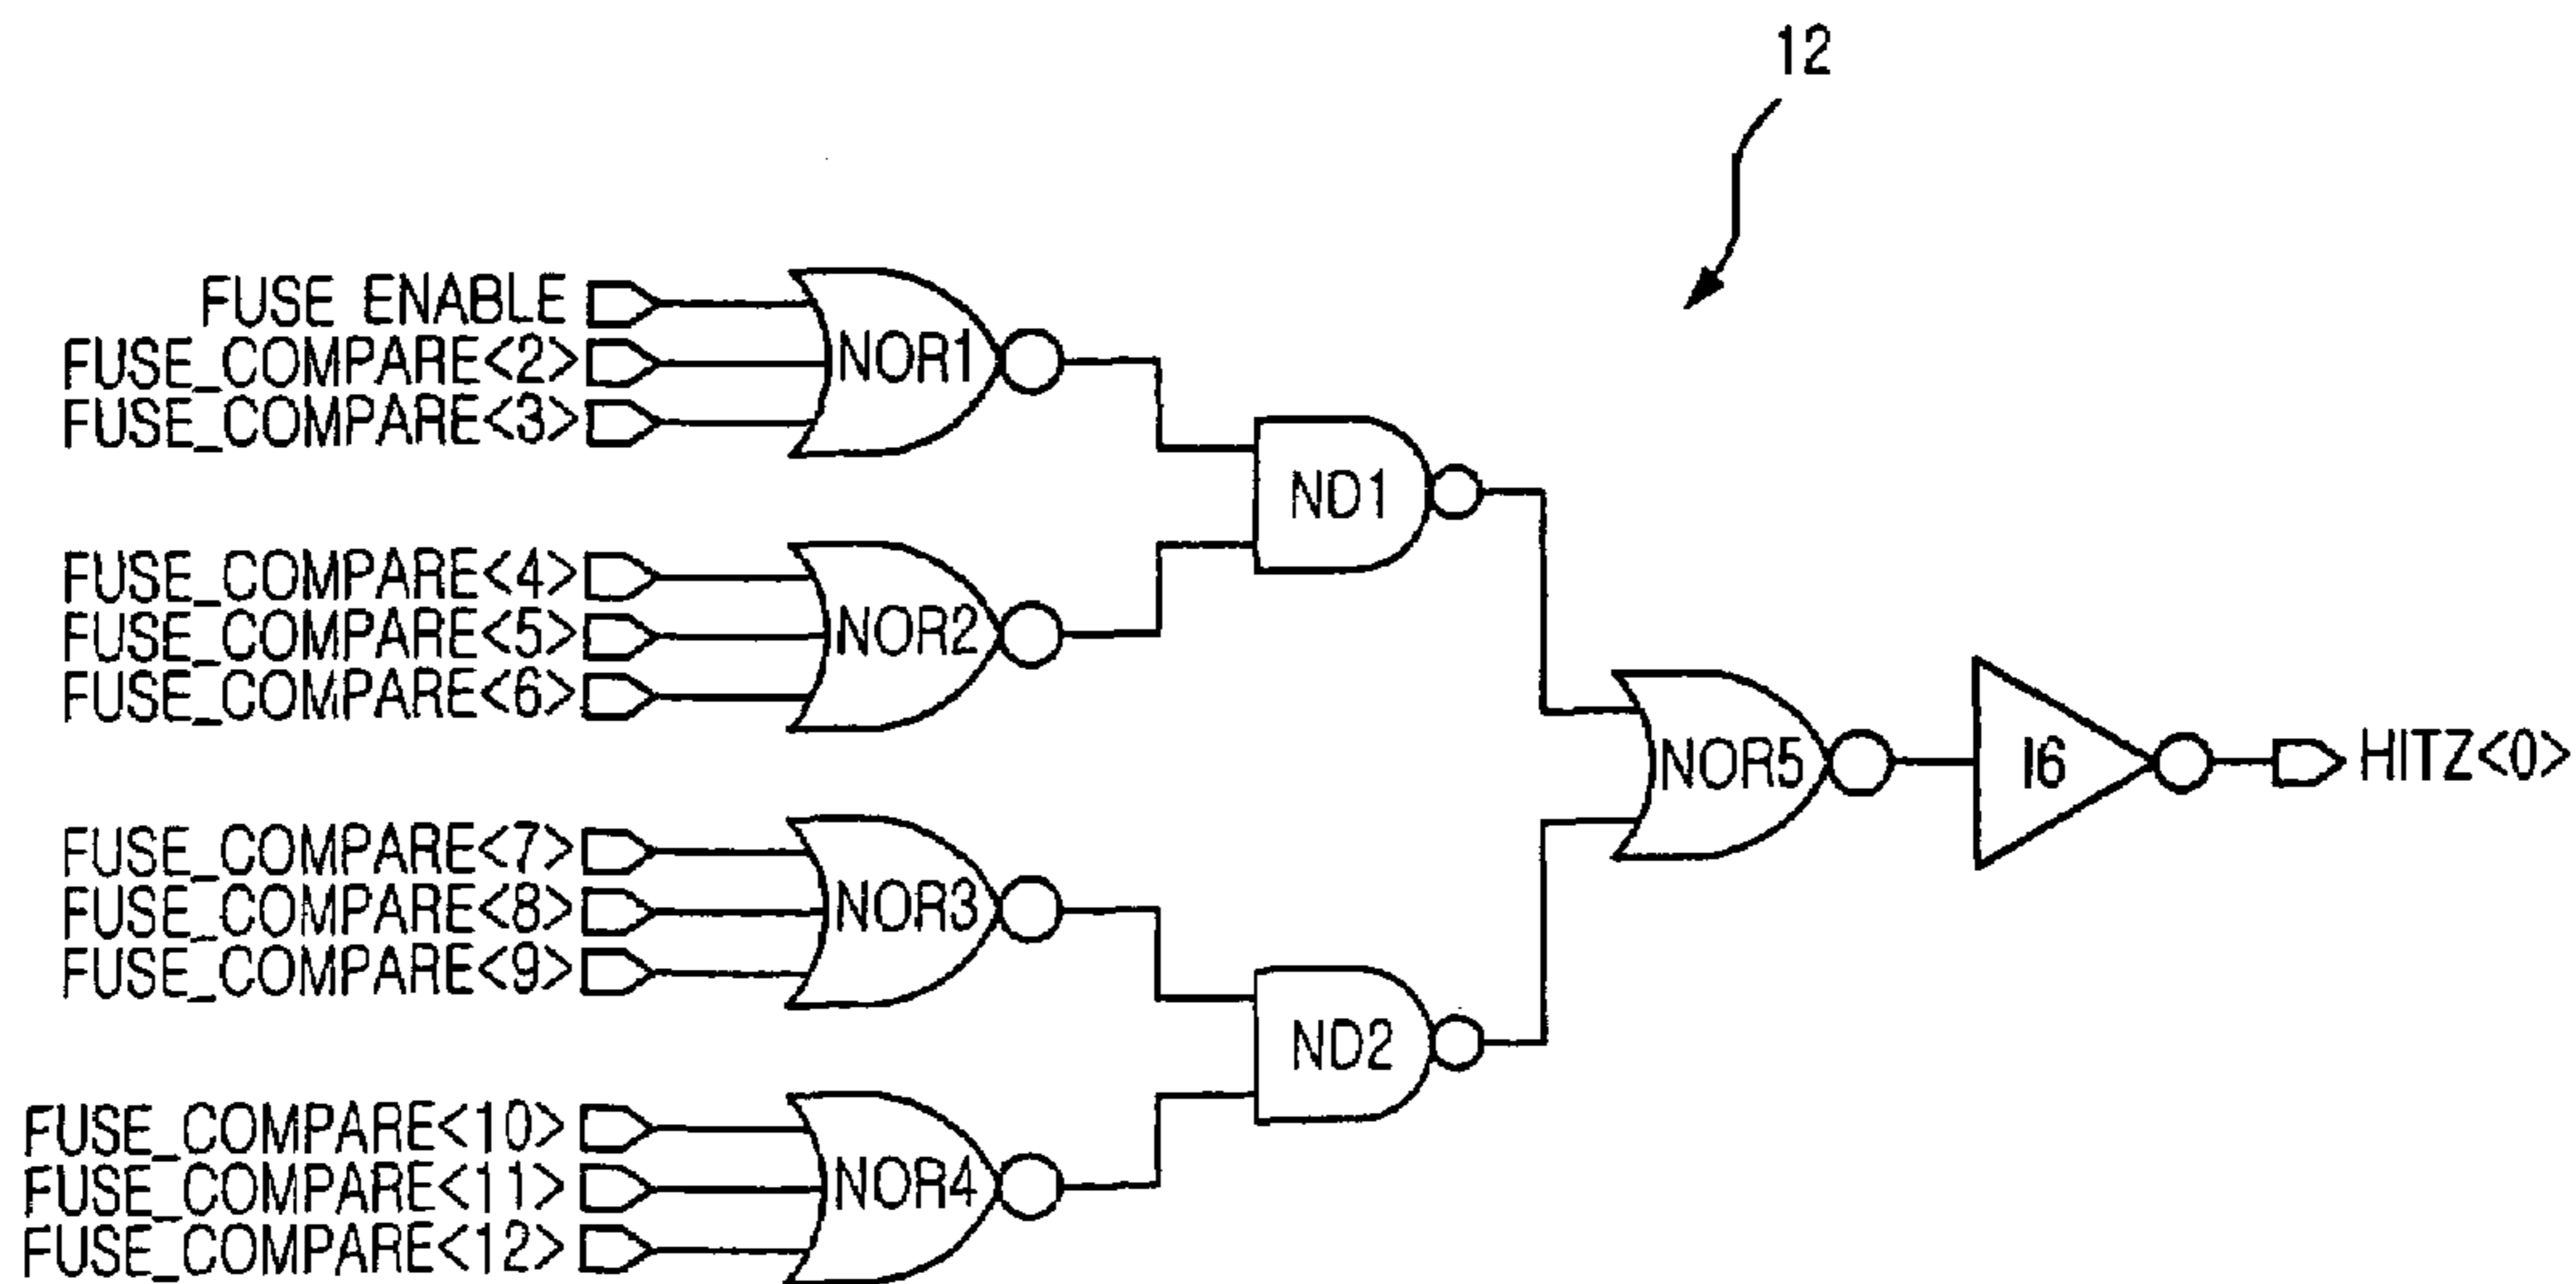 12
FUSE ENABLE
FUSE_COMPARE<2>
FUSE_COMPARE<3>
NOR1
ND1
FUSE_COMPARE<4>
FUSE_COMPARE<5>
FUSE_COMPARE<6>
NOR2
NOR5
I6
HITZ<0>
FUSE_COMPARE<7>
FUSE_COMPARE<8>
FUSE_COMPARE<9>
NOR3
ND2
FUSE_COMPARE<10>
FUSE_COMPARE<11>
FUSE_COMPARE<12>
NOR4